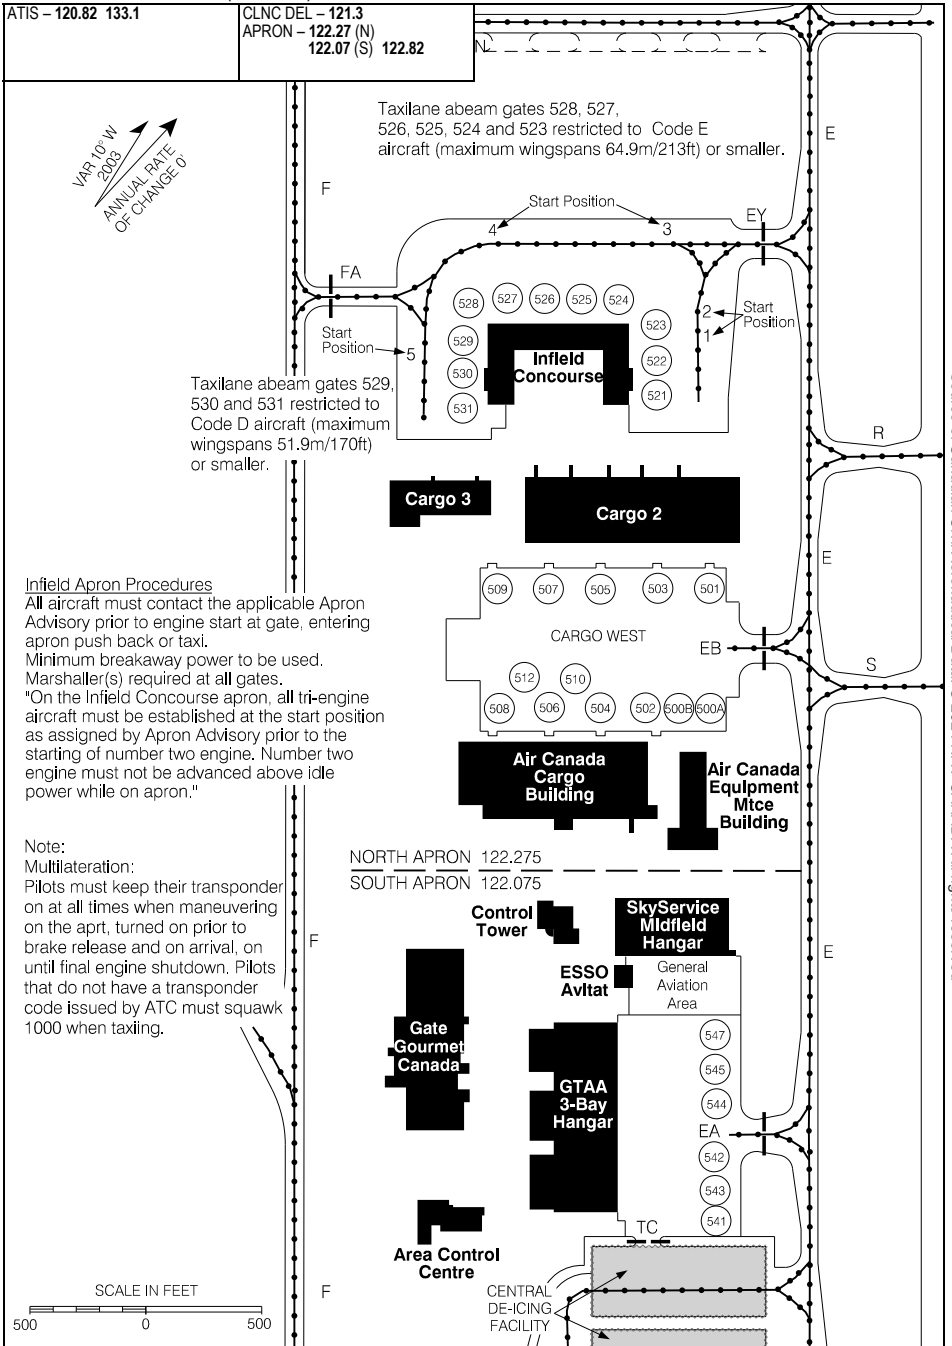 ATIS – 120.82 133.1
CLNC DEL – 121.3
APRON – 122.27 (N)
122.07 (S) 122.82
N
VAR 10° W
2003
ANNUAL RATE
OF CHANGE 0'
Taxilane abeam gates 528, 527,
526, 525, 524 and 523 restricted to Code E
aircraft (maximum wingspans 64.9m/213ft) or smaller.
E
F
Start Position
4
3
EY
FA
528
527
526
525
524
523
2
1
Start
Position
Start
Position
5
529
530
531
522
521
Infield
Concourse
Taxilane abeam gates 529,
530 and 531 restricted to
Code D aircraft (maximum
wingspans 51.9m/170ft)
or smaller.
R
Cargo 3
Cargo 2
E
Infield Apron Procedures
All aircraft must contact the applicable Apron
Advisory prior to engine start at gate, entering
apron push back or taxi.
Minimum breakaway power to be used.
Marshaller(s) required at all gates.
"On the Infield Concourse apron, all tri-engine
aircraft must be established at the start position
as assigned by Apron Advisory prior to the
starting of number two engine. Number two
engine must not be advanced above idle
power while on apron."
509
507
505
503
501
CARGO WEST
EB
S
512
510
508
506
504
502
500B
500A
Air Canada
Cargo
Building
Air Canada
Equlpment
Mtce
Building
Note:
Multilateration:
Pilots must keep their transponder
on at all times when maneuvering
on the aprt, turned on prior to
brake release and on arrival, on
until final engine shutdown. Pilots
that do not have a transponder
code issued by ATC must squawk
1000 when taxiing.
NORTH APRON 122.275
SOUTH APRON 122.075
Control
Tower
SkyService
Mldfield
Hangar
F
E
ESSO
Avltat
General
Aviation
Area
Gate
Gourmet
Canada
GTAA
3-Bay
Hangar
547
545
544
EA
542
543
541
TC
Area Control
Centre
CENTRAL
DE-ICING
FACILITY
F
E
SCALE IN FEET
500
0
500